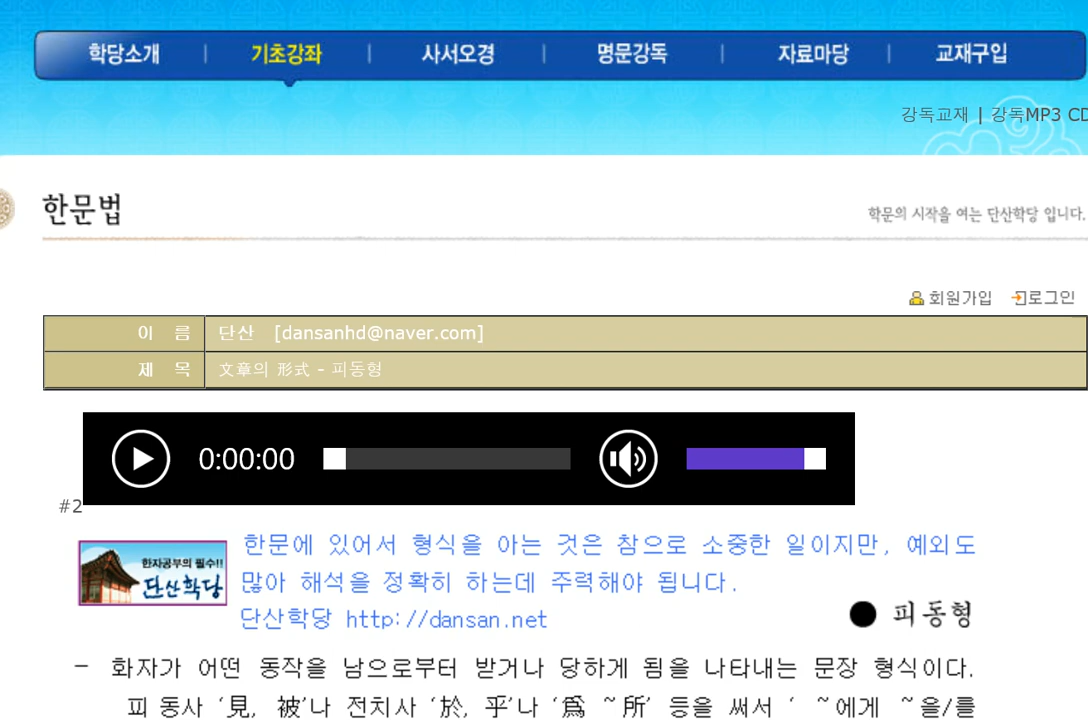 학당소개 | 기초강좌 | 사서오경 | 명문강독 | 자료마당 | 교재구입
강독교재 | 강독MP3 CD
한문법
학문의 시작을 여는 단산학당 입니다.
회원가입 로그인
이 름 단산 [dansanhd@naver.com]
제 목 文章의 形式 - 피동형
0:00:00
#2
한자공부의 필수!!
단산학당
한문에 있어서 형식을 아는 것은 참으로 소중한 일이지만, 예외도
많아 해석을 정확히 하는데 주력해야 됩니다.
단산학당 http://dansan.net
● 피동형
- 화자가 어떤 동작을 남으로부터 받거나 당하게 됨을 나타내는 문장 형식이다.
피동사 ‘見, 被’나 전치사 ‘於, 乎’나 ‘爲 ~所’ 등을 써서 ‘ ~에게 ~을/를